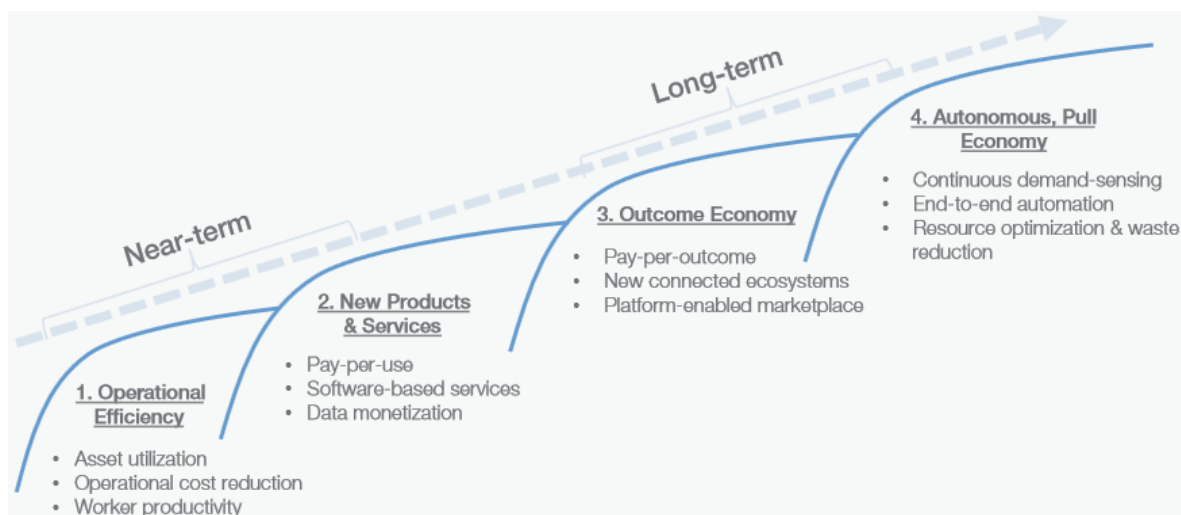 Near-term
Long-term
1. Operational
Efficiency
• Asset utilization
• Operational cost reduction
• Worker productivity
2. New Products
& Services
• Pay-per-use
• Software-based services
• Data monetization
3. Outcome Economy
• Pay-per-outcome
• New connected ecosystems
• Platform-enabled marketplace
4. Autonomous, Pull
Economy
• Continuous demand-sensing
• End-to-end automation
• Resource optimization & waste
reduction